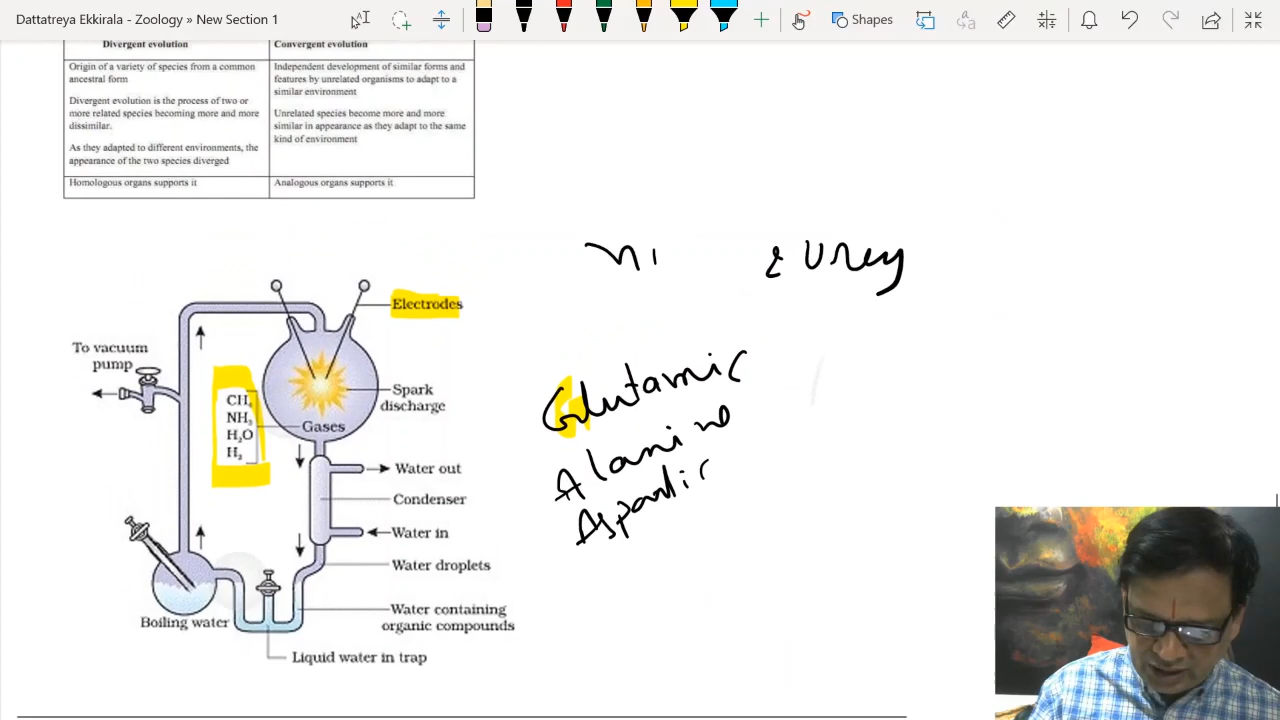 Dattatreya Ekkirala - Zoology » New Section 1
Shapes
Divergent evolution
Convergent evolution
Origin of a variety of species from a common
ancestral form
Divergent evolution is the process of two or
more related species becoming more and more
dissimilar.
As they adapted to different environments, the
appearance of the two species diverged
Independent development of similar forms and
features by unrelated organisms to adapt to a
similar environment
Unrelated species become more and more
similar in appearance as they adapt to the same
kind of environment
Homologous organs supports it
Analogous organs supports it
& Urey
Electrodes
To vacuum
pump
Spark
discharge
CH₄
NH₃
H₂O
H₂
Gases
Glutamic
Alanine
Aspartic
Water out
Condenser
Water in
Water droplets
Boiling water
Water containing
organic compounds
Liquid water in trap